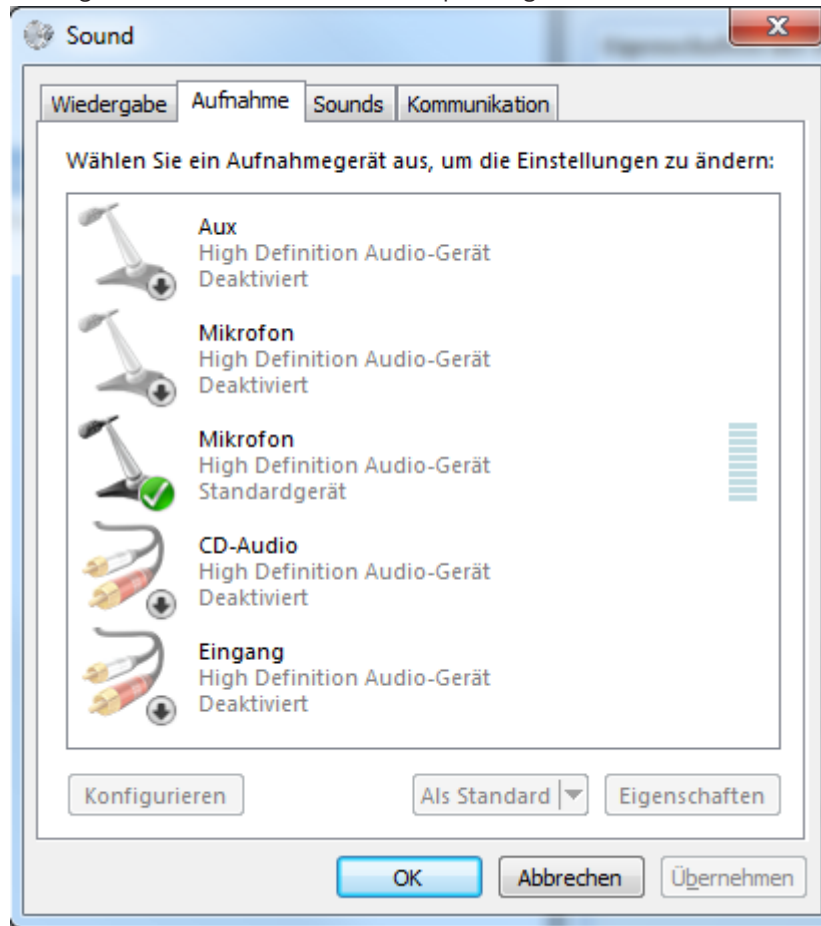 Sound
Wiedergabe Aufnahme Sounds Kommunikation
Wählen Sie ein Aufnahmegerät aus, um die Einstellungen zu ändern:
Aux
High Definition Audio-Gerät
Deaktiviert
Mikrofon
High Definition Audio-Gerät
Deaktiviert
Mikrofon
High Definition Audio-Gerät
Standardgerät
CD-Audio
High Definition Audio-Gerät
Deaktiviert
Eingang
High Definition Audio-Gerät
Deaktiviert
Konfigurieren Als Standard Eigenschaften
OK Abbrechen Übernehmen